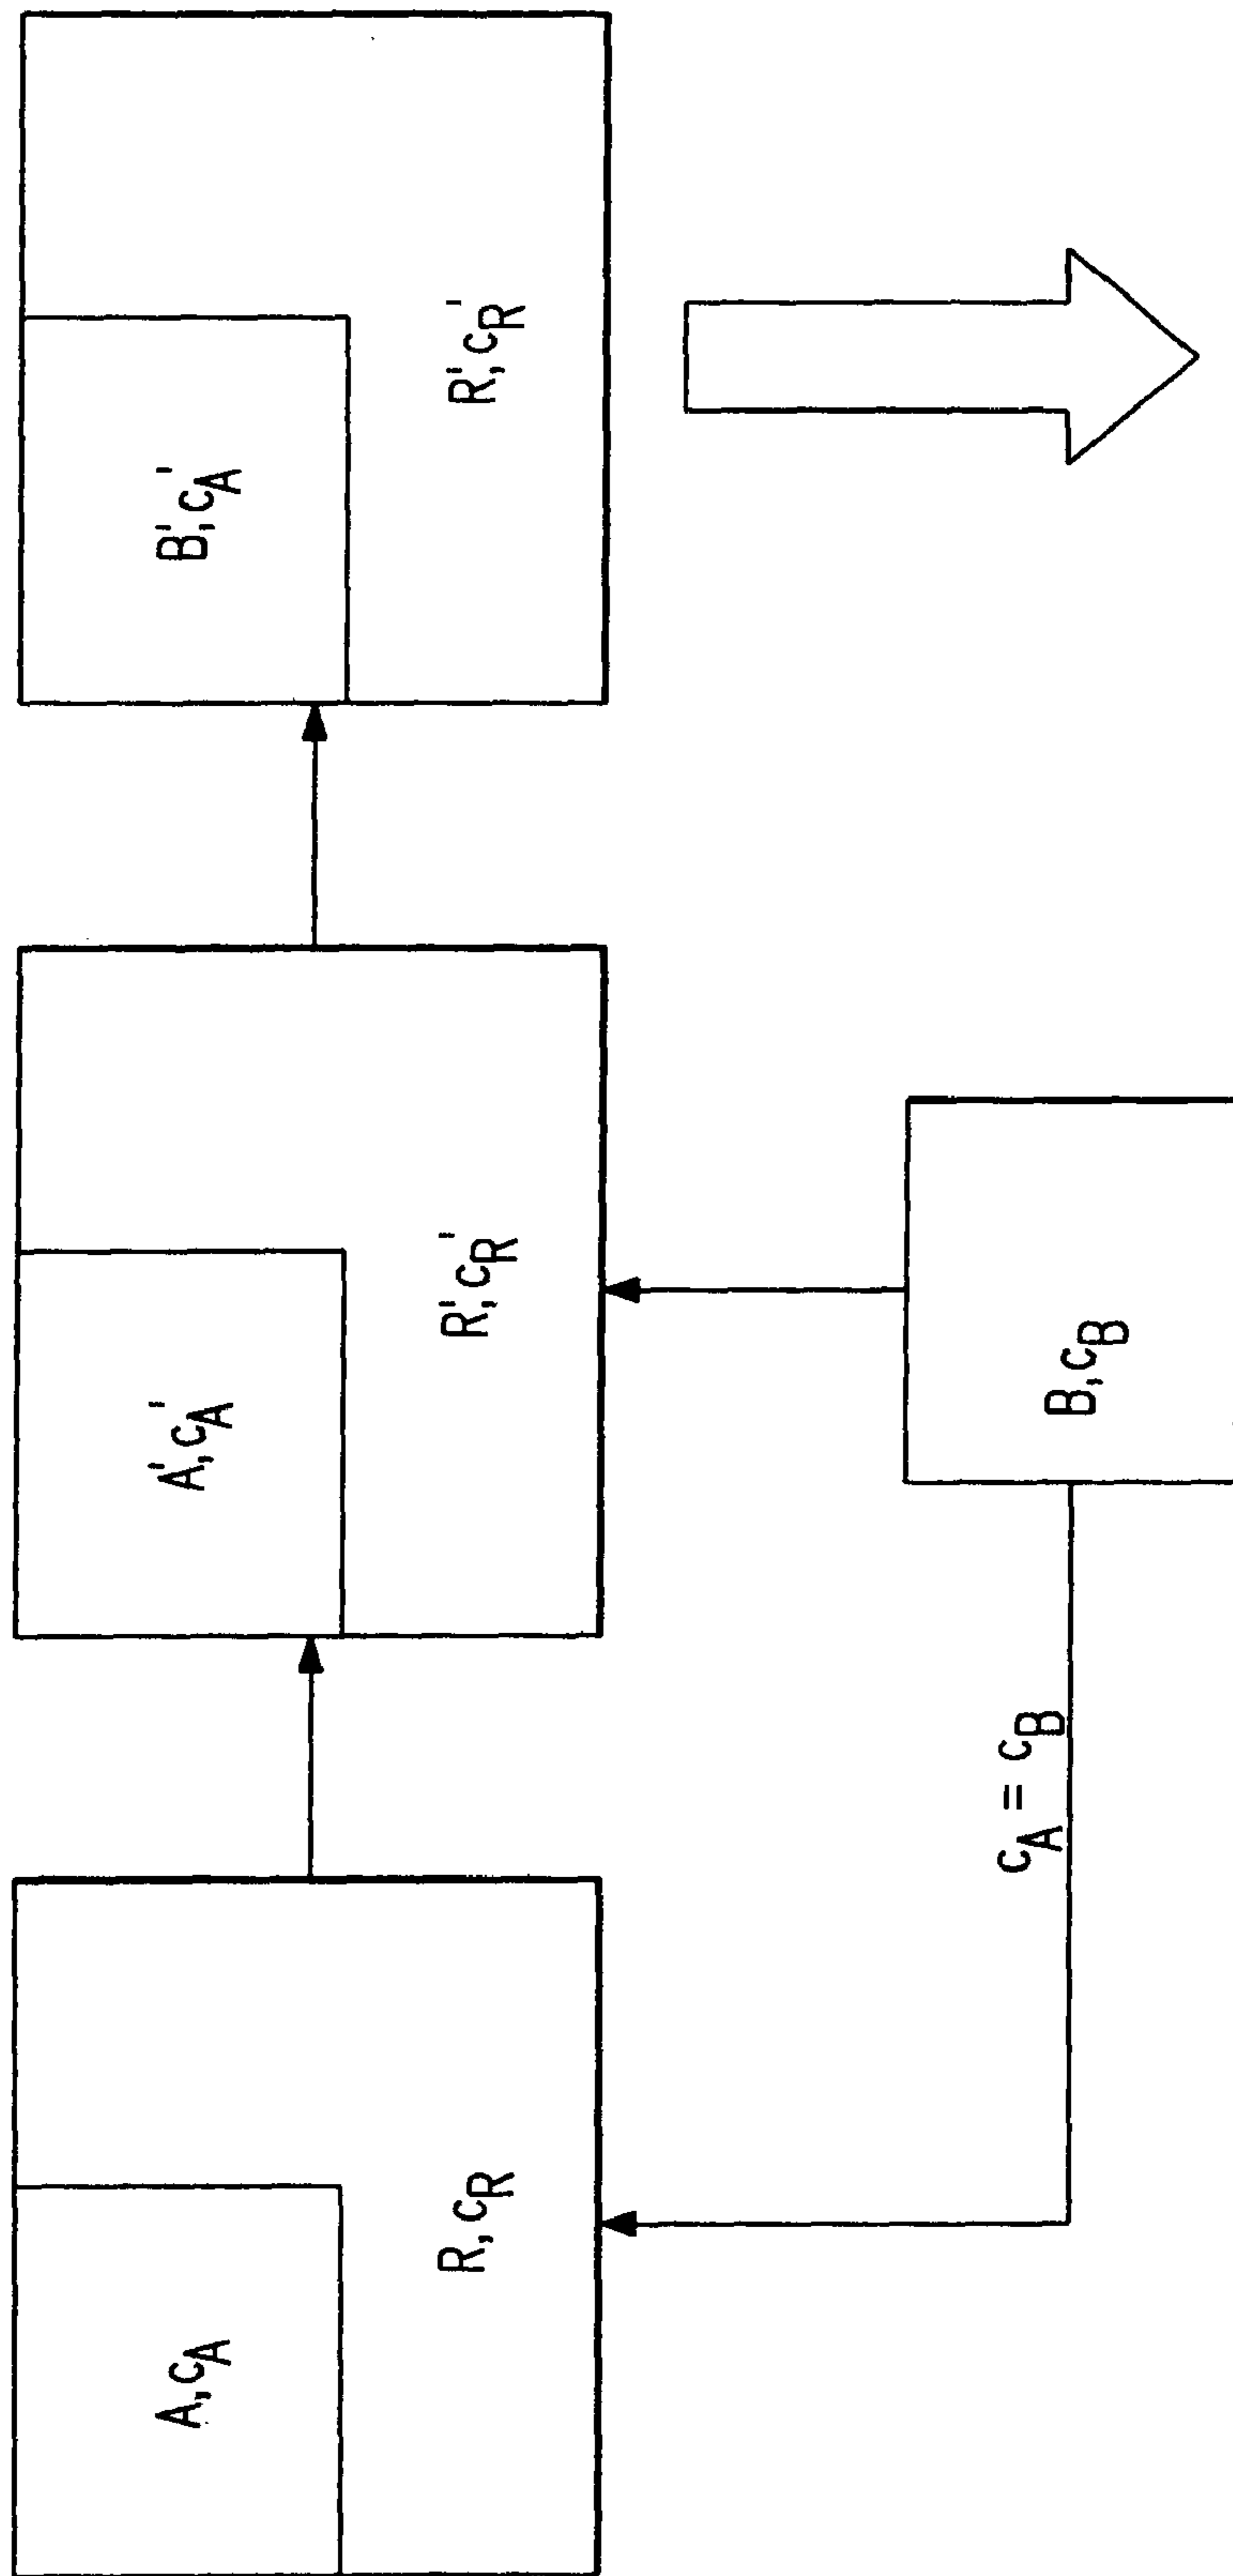 A, c_A
R, c_R
A', c_A'
R', c_R'
B', c_A'
R', c_R'
c_A = c_B
B, c_B